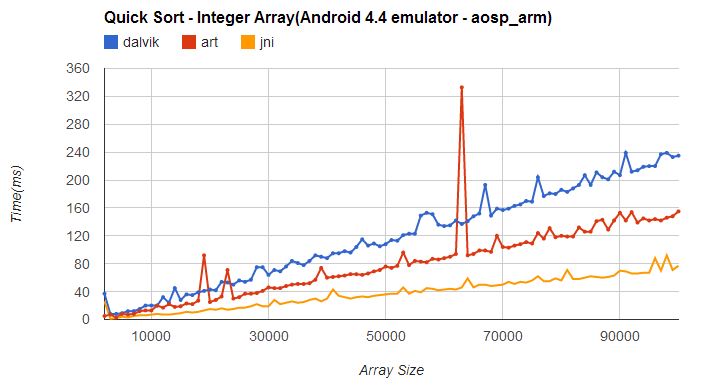 Quick Sort - Integer Array(Android 4.4 emulator - aosp_arm)
dalvik art jni
360
320
280
240
200
160
120
80
40
0
Time(ms)
10000 30000 50000 70000 90000
Array Size